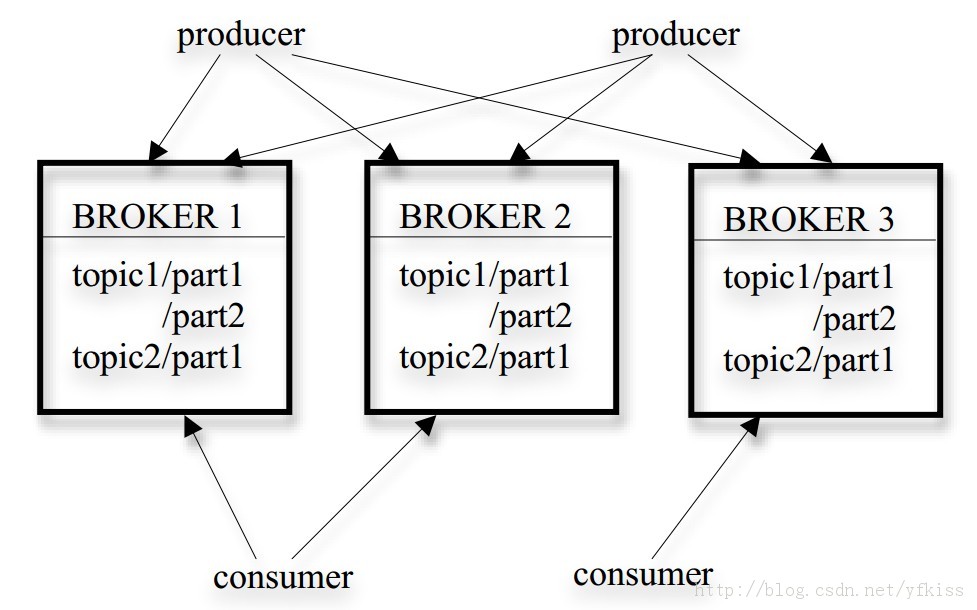 producer producer
BROKER 1 BROKER 2 BROKER 3
topic1/part1 topic1/part1 topic1/part1
/part2 /part2 /part2
topic2/part1 topic2/part1 topic2/part1
consumer consumer
http://blog.csdn.net/yfkiss